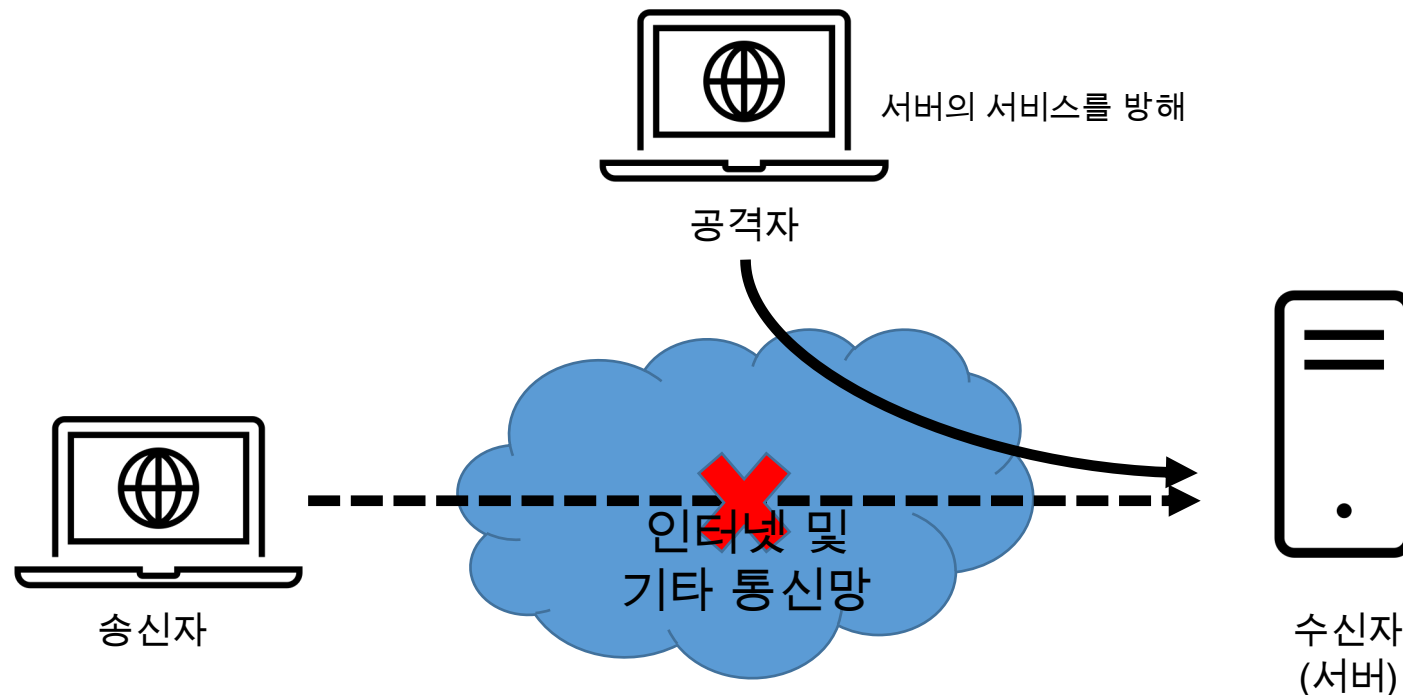 서버의 서비스를 방해
공격자
인터넷 및
기타 통신망
송신자
수신자
(서버)